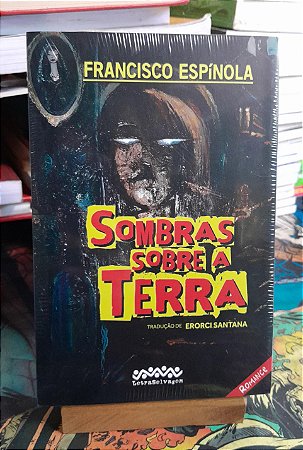 FRANCISCO ESPÍNOLA
SOMBRAS
SOBRE A
TERRA
TRADUÇÃO DE ERORCI SANTANA
LetraSelvagem
ROMANCE